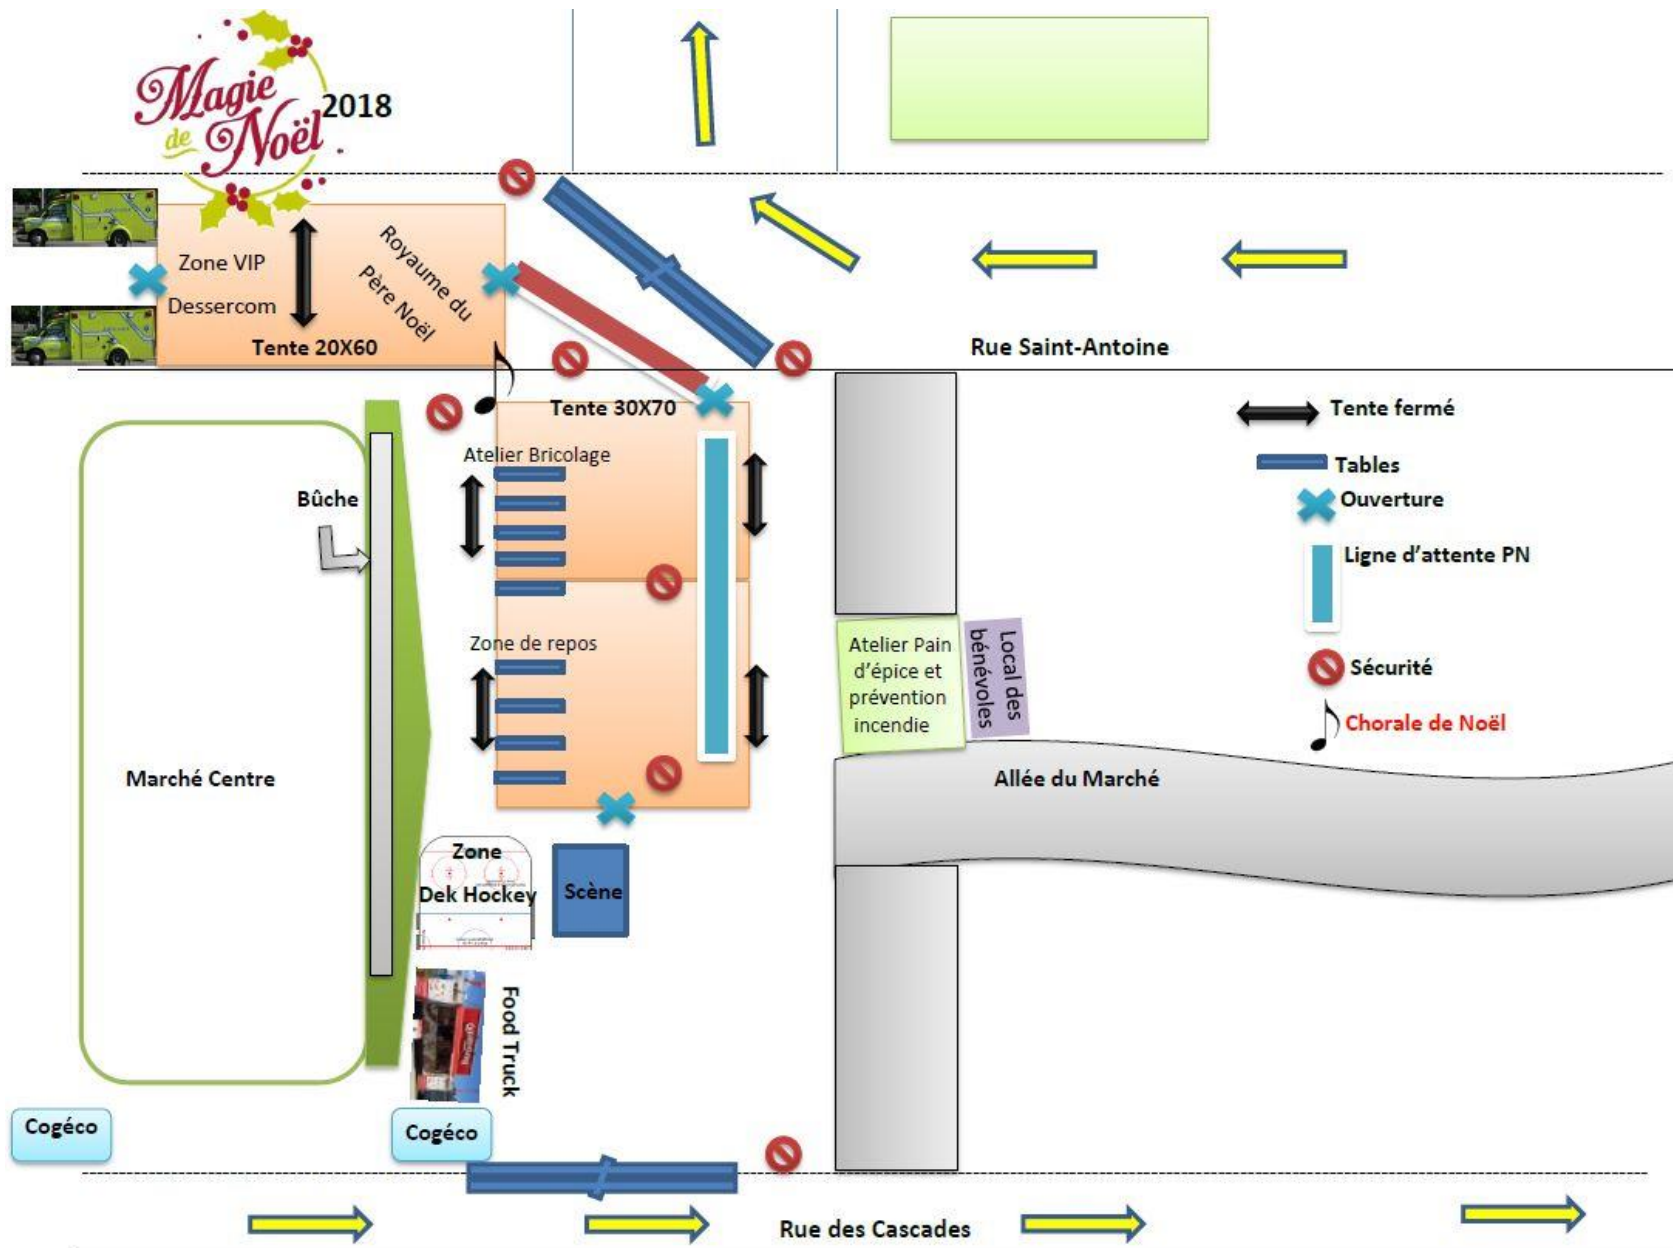 Magie
de Noël
2018
Zone VIP
Dessercom
Royaume du
Père Noël
Tente 20X60
Rue Saint-Antoine
Tente 30X70
Atelier Bricolage
Bûche
Zone de repos
Marché Centre
Tente fermé
Tables
Ouverture
Ligne d'attente PN
Sécurité
Chorale de Noël
Atelier Pain
d'épice et
prévention
incendie
Local des
bénévoles
Allée du Marché
Zone
Dek Hockey
Scène
Food Truck
Cogéco
Cogéco
Rue des Cascades